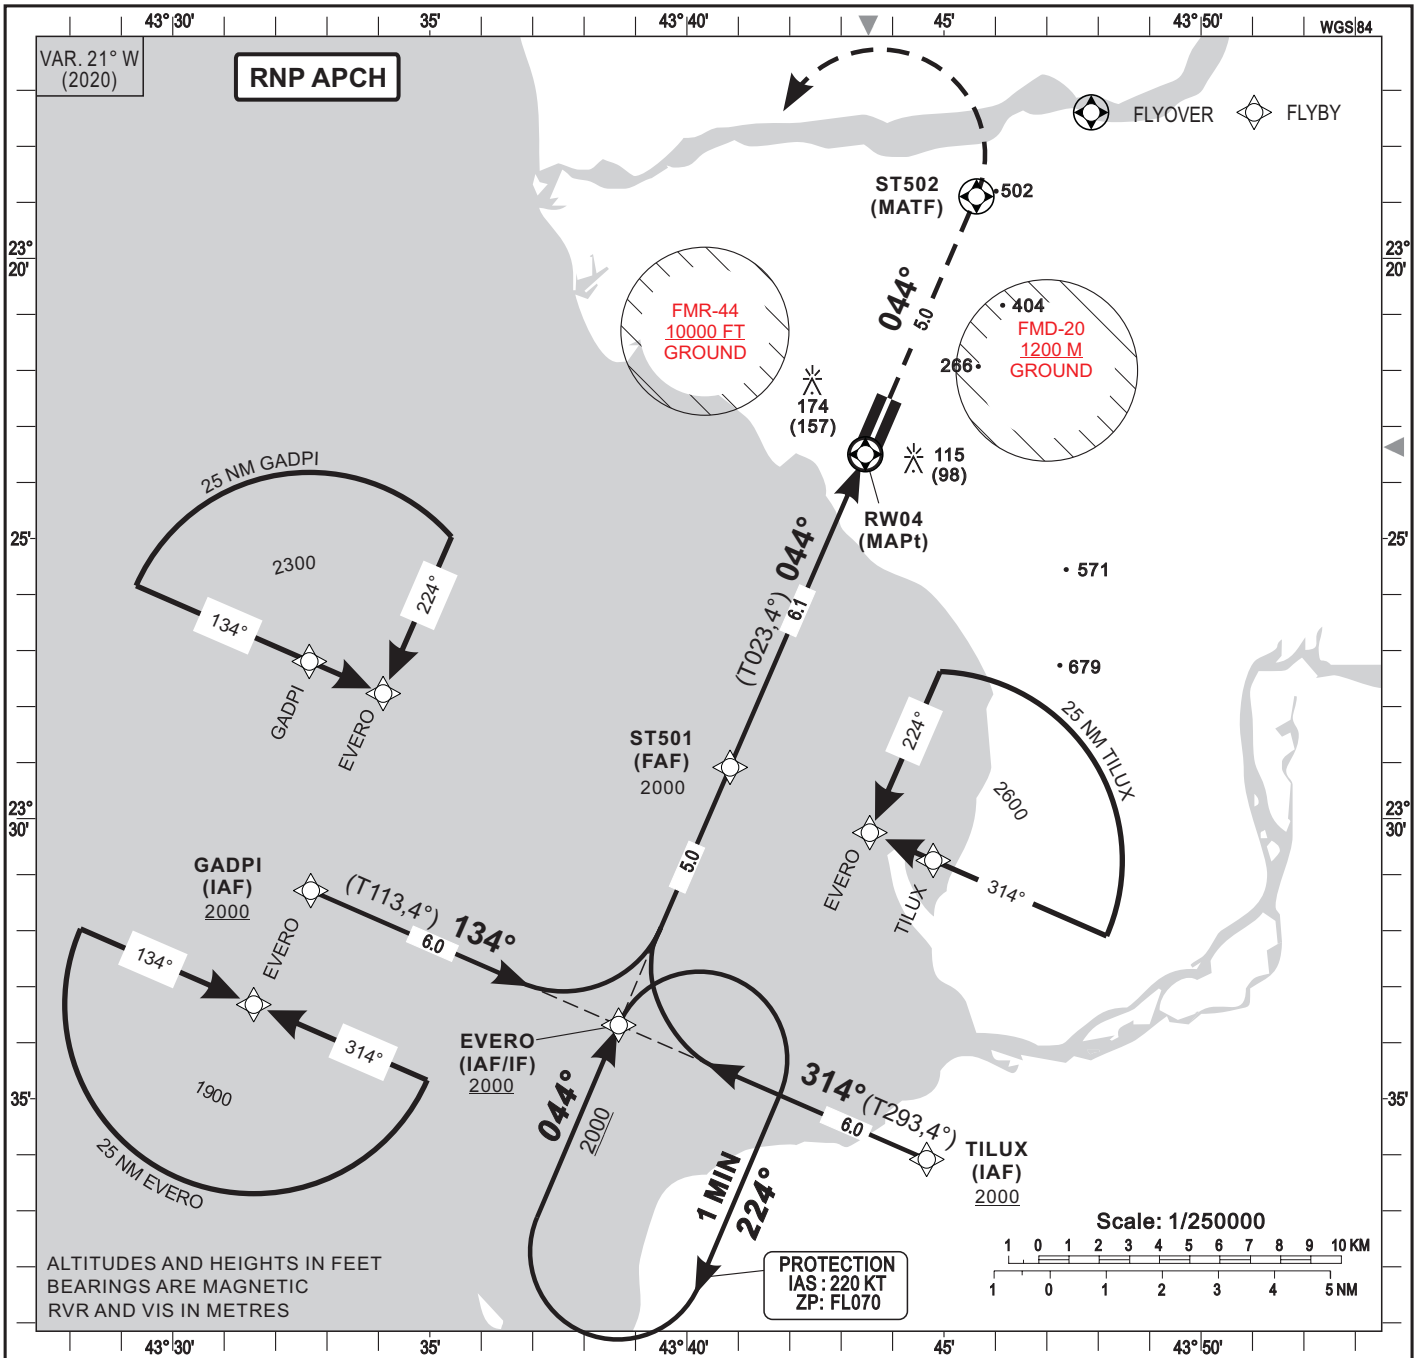 43°30'
35'
43°40'
45'
43°50'
WGS 84
VAR. 21° W
(2020)
RNP APCH
FLYOVER
FLYBY
ST502
(MATF)
502
23°
20'
23°
20'
044°
5.0
FMR-44
10000 FT
GROUND
404
FMD-20
1200 M
GROUND
266
174
(157)
115
(98)
RW04
(MAPt)
25 NM GADPI
2300
224°
134°
GADPI
EVERO
25'
25'
044°
(T023,4°)
6.1
571
679
ST501
(FAF)
2000
224°
25 NM TILUX
2600
EVERO
TILUX
314°
23°
30'
23°
30'
5.0
GADPI
(IAF)
2000
(T113,4°)
134°
6.0
EVERO
134°
314°
1900
25 NM EVERO
EVERO
(IAF/IF)
2000
044°
2000
314°
(T293,4°)
6.0
TILUX
(IAF)
2000
1 MIN
224°
35'
35'
PROTECTION
IAS : 220 KT
ZP: FL070
Scale: 1/250000
1 0 1 2 3 4 5 6 7 8 9 10 KM
1 0 1 2 3 4 5 NM
ALTITUDES AND HEIGHTS IN FEET
BEARINGS ARE MAGNETIC
RVR AND VIS IN METRES
43°30'
35'
43°40'
45'
43°50'